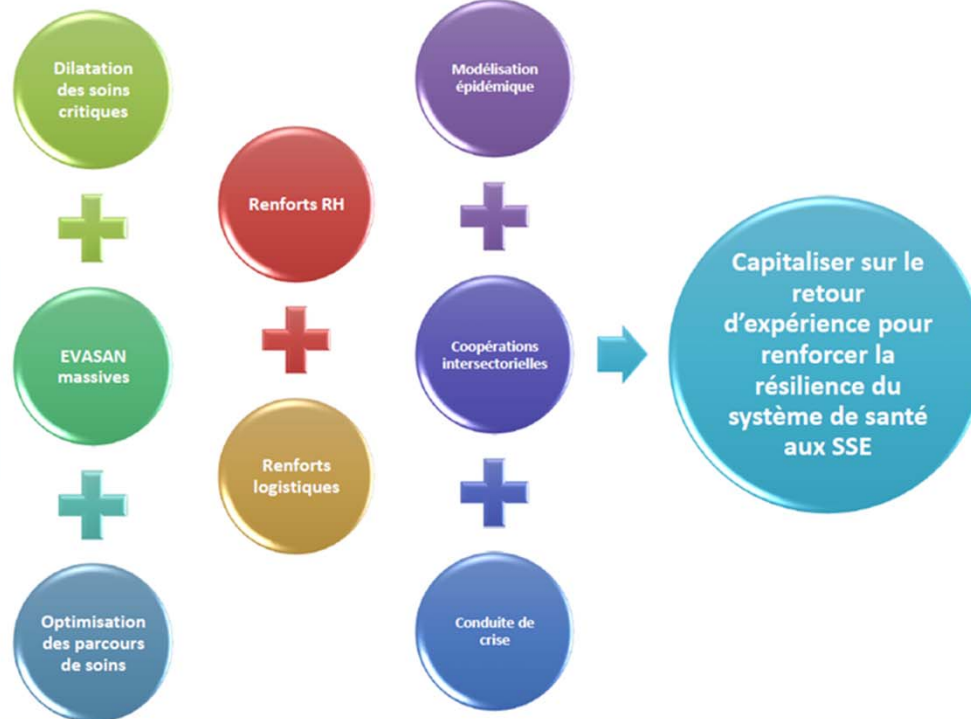 Dilatation
des soins
critiques
EVASAN
massives
Optimisation
des parcours
de soins
Renforts RH
Renforts
logistiques
Modélisation
épidémique
Coopérations
intersectorielles
Conduite de
crise
Capitaliser sur le
retour
d’expérience pour
renforcer la
résilience du
système de santé
aux SSE